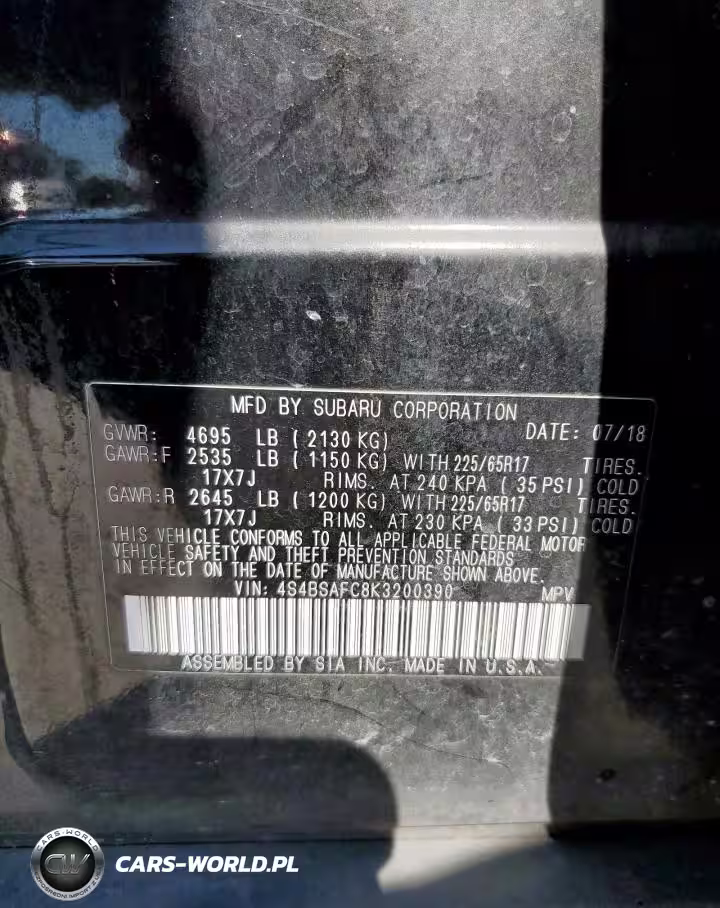 MFD BY SUBARU CORPORATION
GVWR: 4695 LB (2130 KG) DATE: 07/18
GAWR:F 2535 LB (1150 KG) WITH 225/65R17 TIRES.
17X7J RIMS. AT 240 KPA (35 PSI) COLD
GAWR:R 2645 LB (1200 KG) WITH 225/65R17 TIRES.
17X7J RIMS. AT 230 KPA (33 PSI) COLD
THIS VEHICLE CONFORMS TO ALL APPLICABLE FEDERAL MOTOR
VEHICLE SAFETY AND THEFT PREVENTION STANDARDS
IN EFFECT ON THE DATE OF MANUFACTURE SHOWN ABOVE.
VIN: 4S4BSAFC8K3200390 MPV
ASSEMBLED BY SIA INC. MADE IN U.S.A.
CARS-WORLD
CW
CARS-WORLD.PL